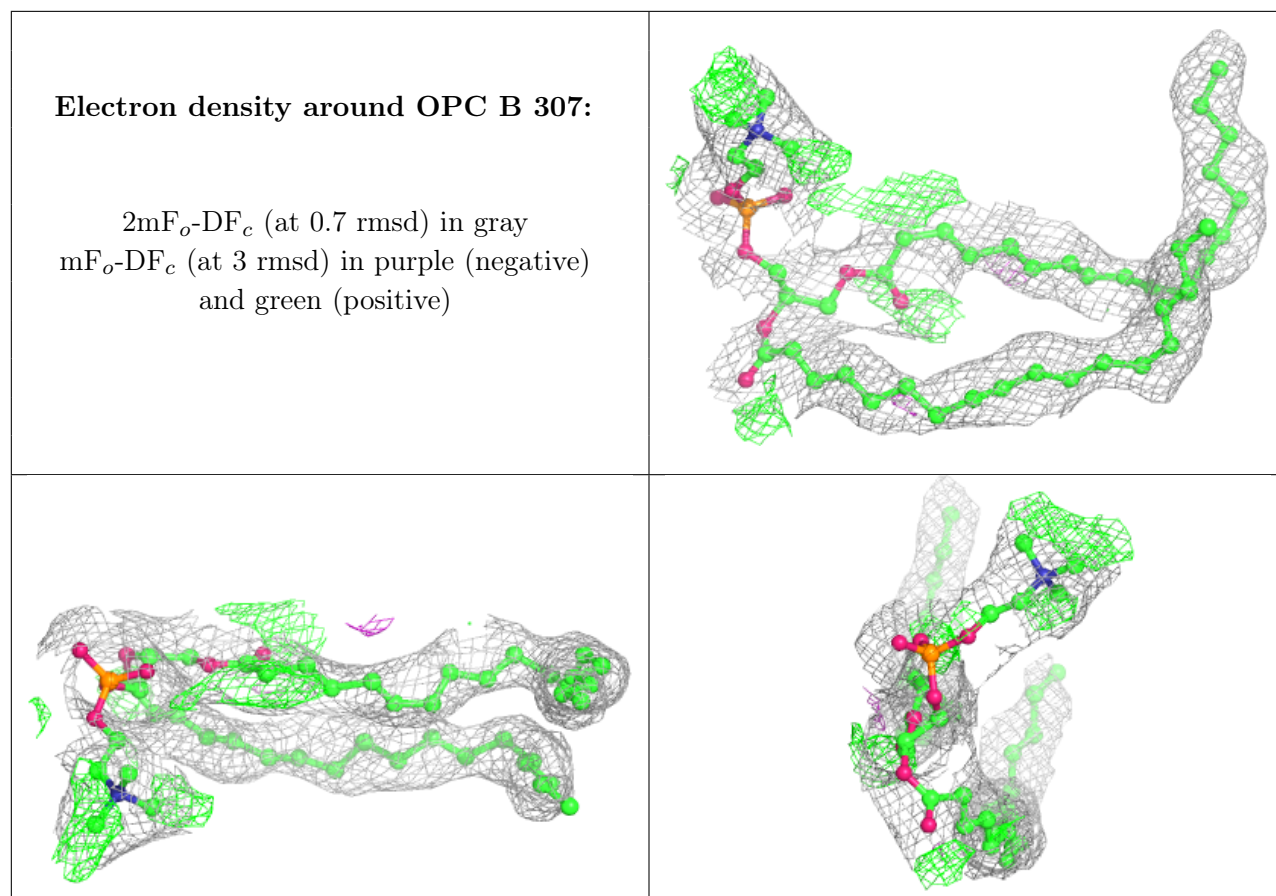 Electron density around OPC B 307:
2mFₒ-DF𝒸 (at 0.7 rmsd) in gray
mFₒ-DF𝒸 (at 3 rmsd) in purple (negative)
and green (positive)